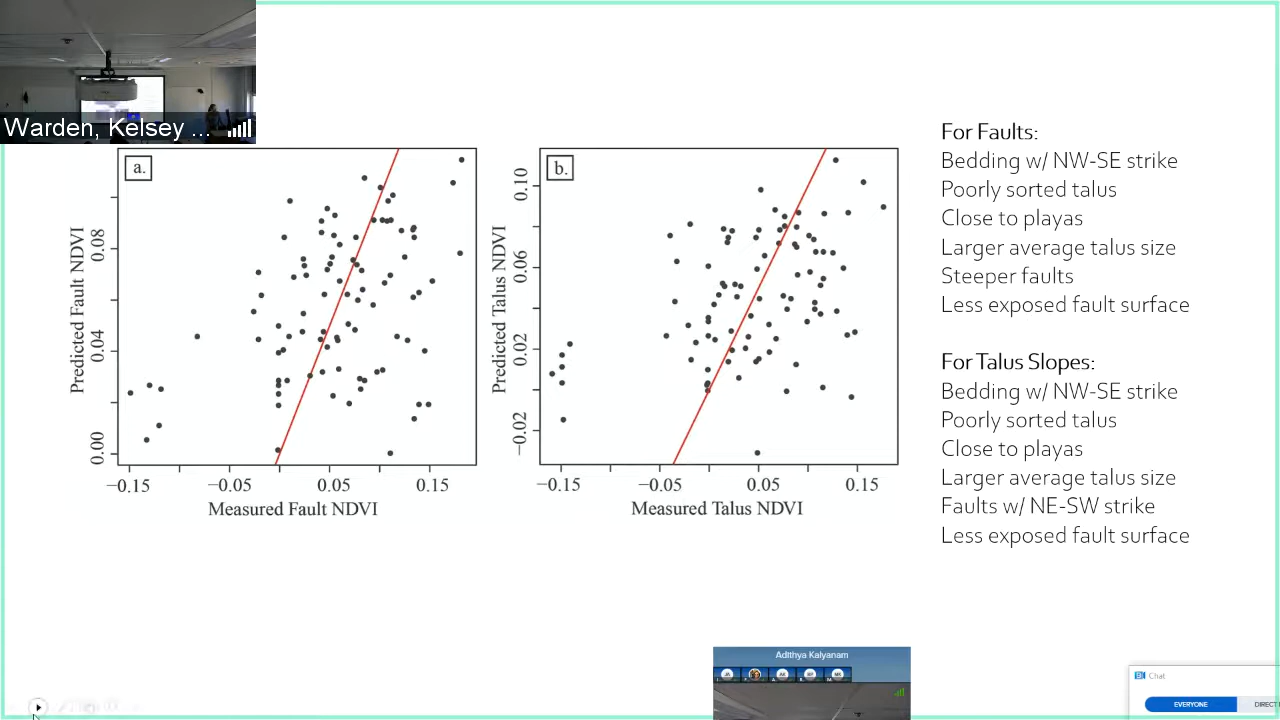 Warden, Kelsey ...
a.
b.
0.08
0.04
0.00
Predicted Fault NDVI
−0.15
−0.05
0.05
0.15
Measured Fault NDVI
0.10
0.06
0.02
−0.02
Predicted Talus NDVI
−0.15
−0.05
0.05
0.15
Measured Talus NDVI
For Faults:
Bedding w/ NW-SE strike
Poorly sorted talus
Close to playas
Larger average talus size
Steeper faults
Less exposed fault surface
For Talus Slopes:
Bedding w/ NW-SE strike
Poorly sorted talus
Close to playas
Larger average talus size
Faults w/ NE-SW strike
Less exposed fault surface
Adithya Kalyanam
Chat
EVERYONE
DIRECT